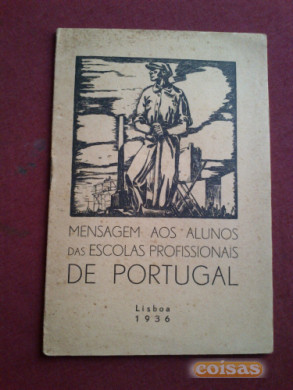 MENSAGEM AOS ALUNOS
DAS ESCOLAS PROFISSIONAIS
DE PORTUGAL
Lisboa
1936
coisas